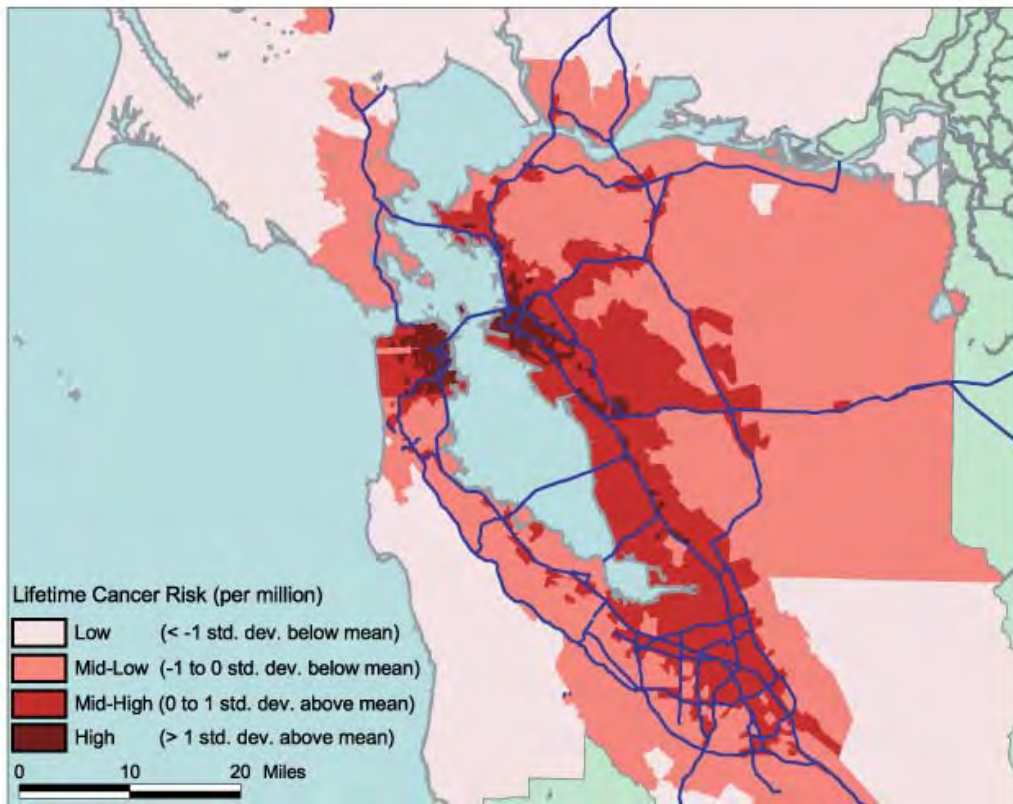 Lifetime Cancer Risk (per million)
Low (< -1 std. dev. below mean)
Mid-Low (-1 to 0 std. dev. below mean)
Mid-High (0 to 1 std. dev. above mean)
High (> 1 std. dev. above mean)
0 10 20 Miles